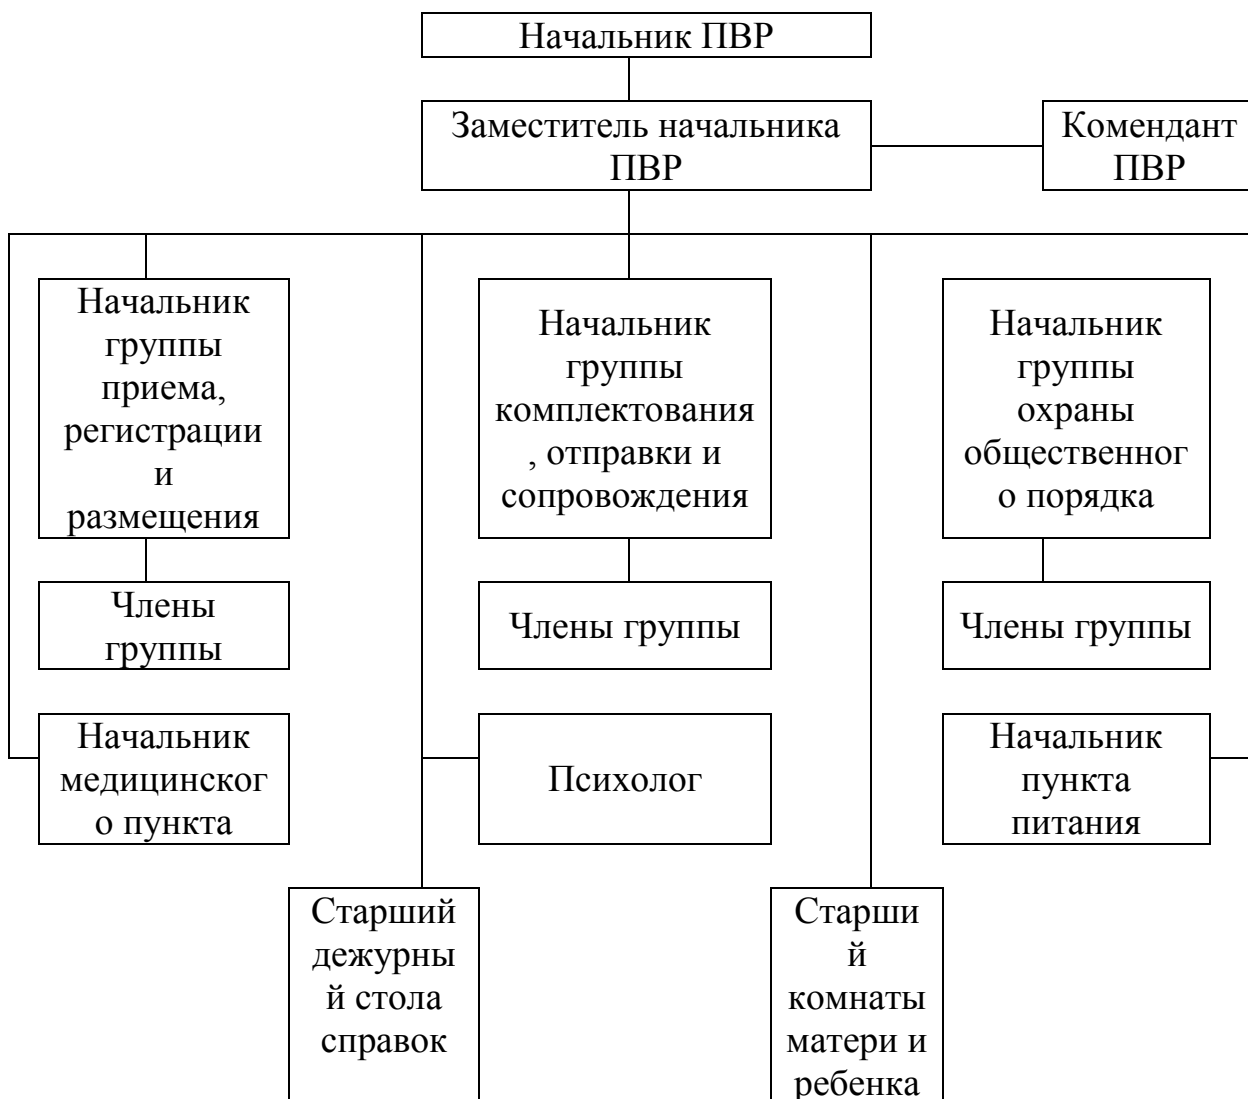 Начальник ПВР
Заместитель начальника
ПВР
Комендант
ПВР
Начальник
группы
приема,
регистрации
и
размещения
Начальник
группы
комплектования
, отправки и
сопровождения
Начальник
группы
охраны
общественног
о порядка
Члены
группы
Члены группы
Члены группы
Начальник
медицинског
о пункта
Психолог
Начальник
пункта
питания
Старший
дежурны
й стола
справок
Старши
й
комнаты
матери и
ребенка